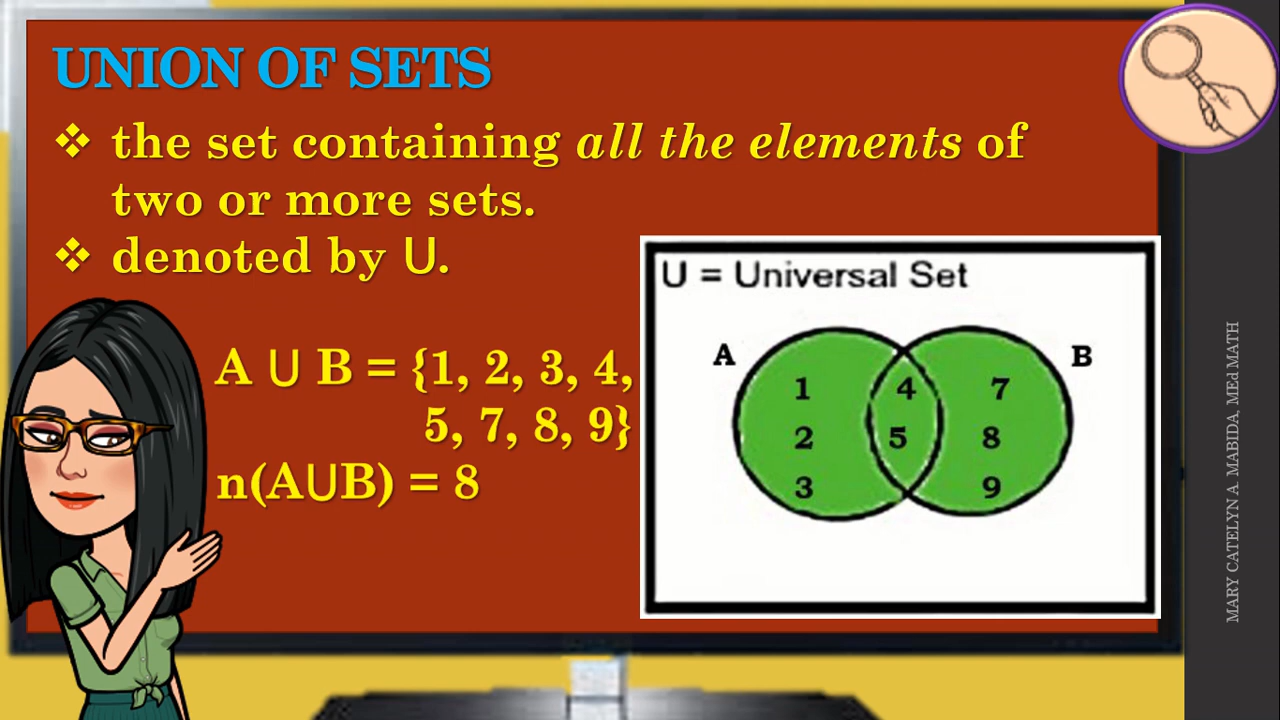 UNION OF SETS
❖ the set containing all the elements of
two or more sets.
❖ denoted by U.
A U B = {1, 2, 3, 4,
5, 7, 8, 9}
n(AUB) = 8
U = Universal Set
A B
1 4 7
2 5 8
3 9
MARY CATELYN A. MABIDA, MEd MATH